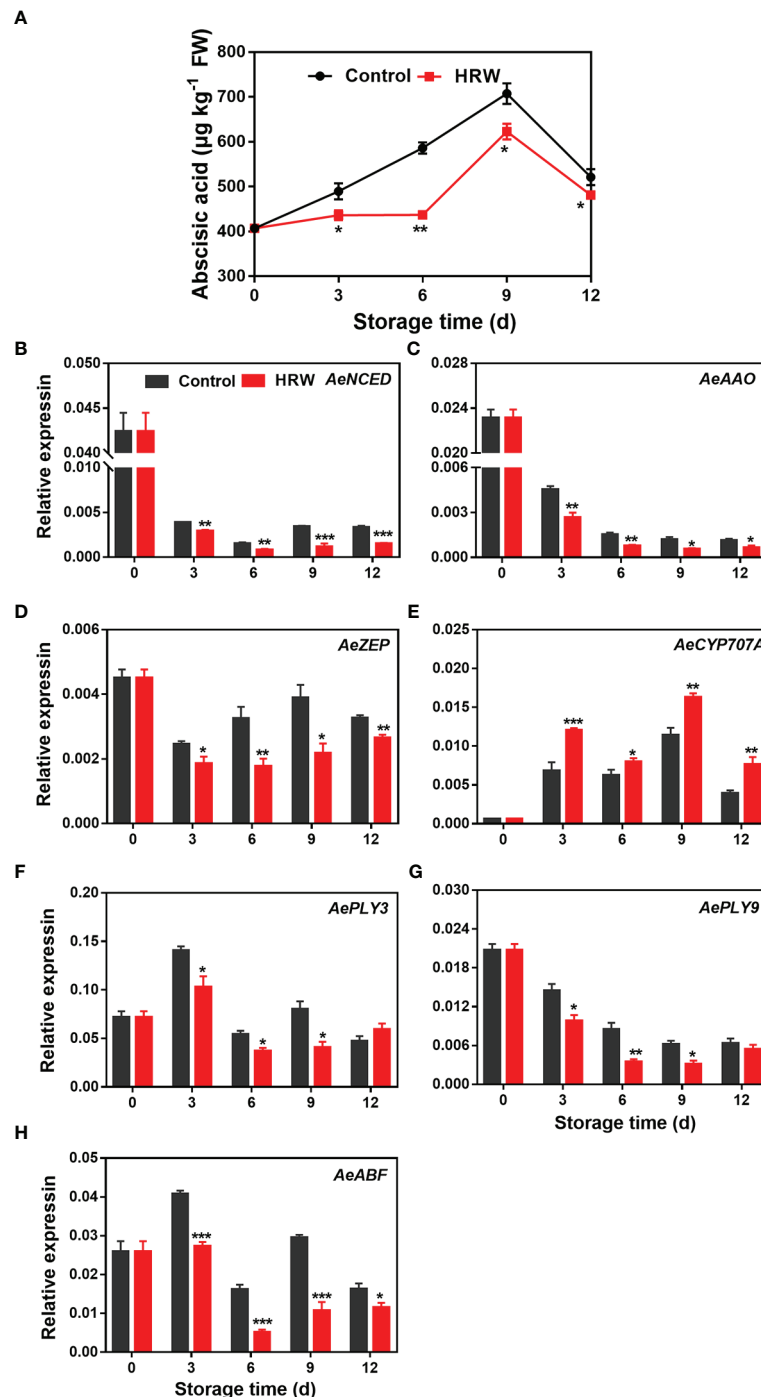 A
Abscisic acid (µg kg⁻¹ FW)
800
700
600
500
400
300
Control
HRW
*
**
*
*
0 3 6 9 12
Storage time (d)
B
Relative expressin
0.050
0.045
0.040
0.010
0.005
0.000
Control HRW AeNCED
** ** *** ***
0 3 6 9 12
C
0.028
0.024
0.020
0.006
0.003
0.000
AeAAO
** ** * *
0 3 6 9 12
D
Relative expressin
0.006
0.004
0.002
0.000
AeZEP
* ** * **
0 3 6 9 12
E
0.025
0.020
0.015
0.010
0.005
0.000
AeCYP707A
*** * ** **
0 3 6 9 12
F
Relative expressin
0.20
0.15
0.10
0.05
0.00
AePLY3
* * *
0 3 6 9 12
G
0.030
0.024
0.018
0.012
0.006
0.000
AePLY9
* ** *
0 3 6 9 12
Storage time (d)
H
Relative expressin
0.05
0.04
0.03
0.02
0.01
0.00
AeABF
*** *** *** *
0 3 6 9 12
Storage time (d)